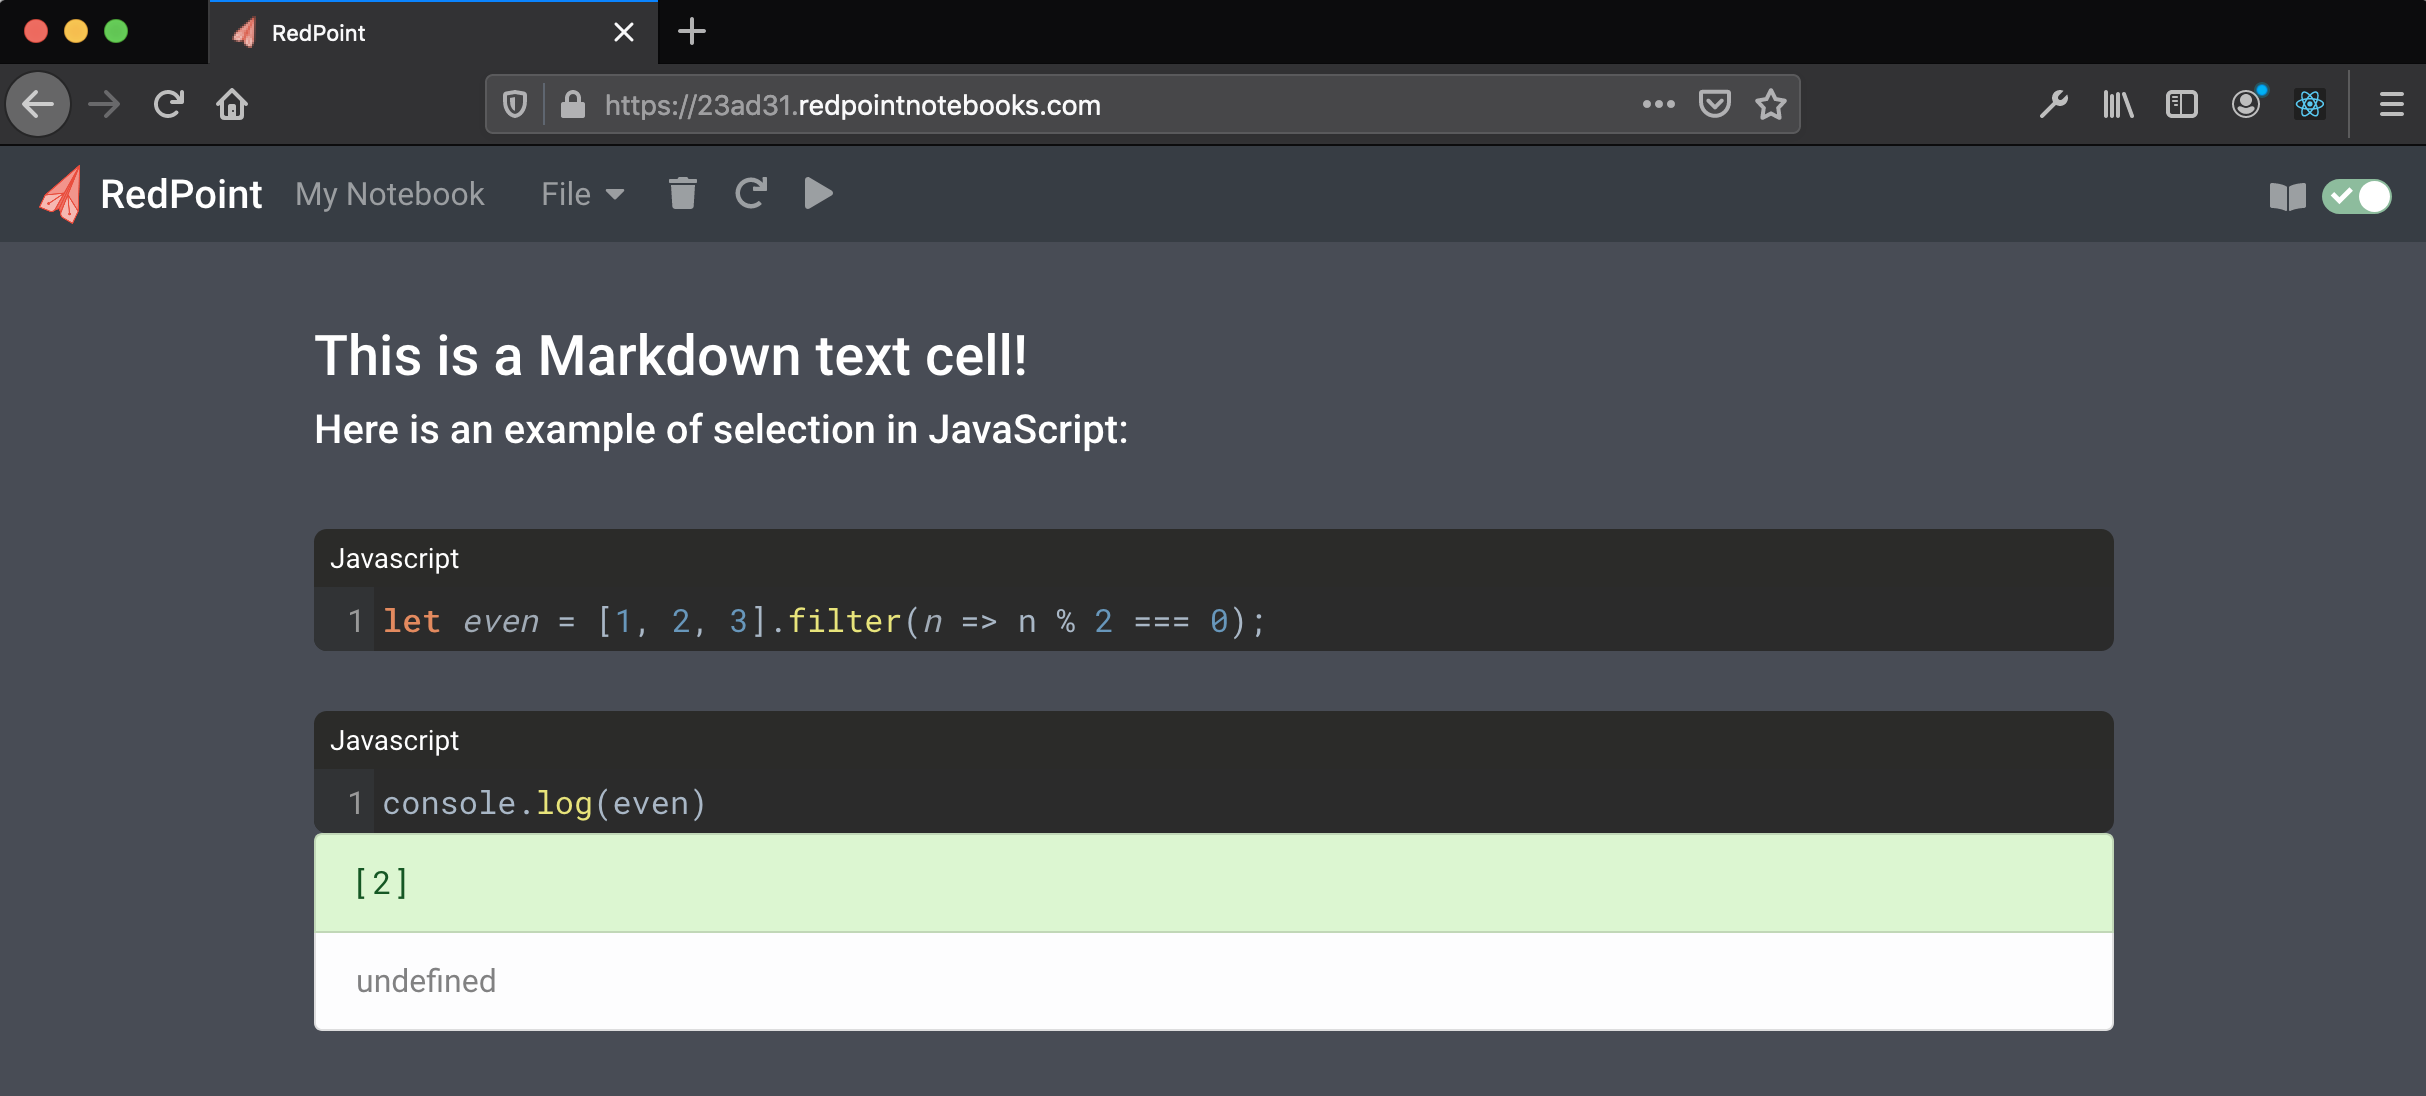 RedPoint
https://23ad31.redpointnotebooks.com
RedPoint My Notebook File
This is a Markdown text cell!
Here is an example of selection in JavaScript:
Javascript
1 let even = [1, 2, 3].filter(n => n % 2 === 0);
Javascript
1 console.log(even)
[2]
undefined